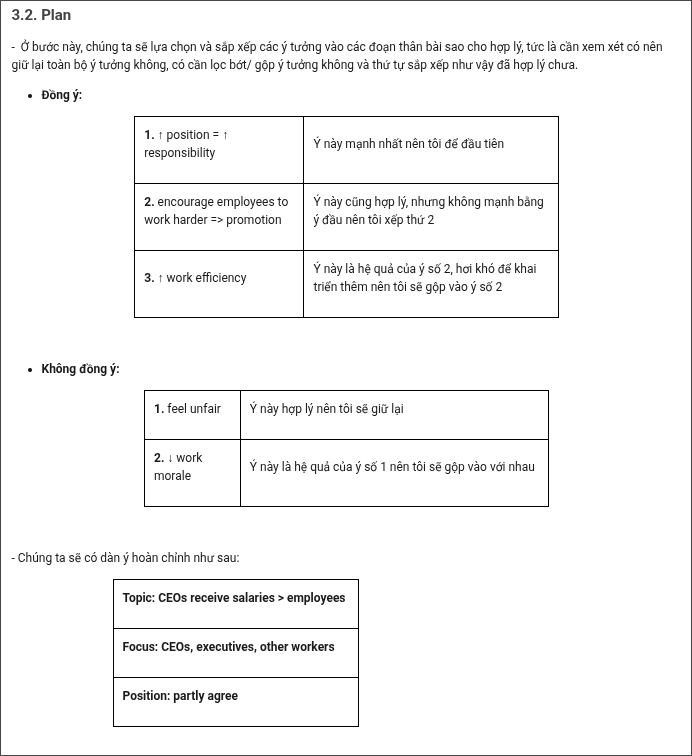 3.2. Plan
- Ở bước này, chúng ta sẽ lựa chọn và sắp xếp các ý tưởng vào các đoạn thân bài sao cho hợp lý, tức là cần xem xét có nên
giữ lại toàn bộ ý tưởng không, có cần lọc bớt/ gộp ý tưởng không và thứ tự sắp xếp như vậy đã hợp lý chưa.
• Đồng ý:
1. ↑ position = ↑
responsibility
Ý này mạnh nhất nên tôi để đầu tiên
2. encourage employees to
work harder => promotion
Ý này cũng hợp lý, nhưng không mạnh bằng
ý đầu nên tôi xếp thứ 2
3. ↑ work efficiency
Ý này là hệ quả của ý số 2, hơi khó để khai
triển thêm nên tôi sẽ gộp vào ý số 2
• Không đồng ý:
1. feel unfair
Ý này hợp lý nên tôi sẽ giữ lại
2. ↓ work
morale
Ý này là hệ quả của ý số 1 nên tôi sẽ gộp vào với nhau
- Chúng ta sẽ có dàn ý hoàn chỉnh như sau:
Topic: CEOs receive salaries > employees
Focus: CEOs, executives, other workers
Position: partly agree